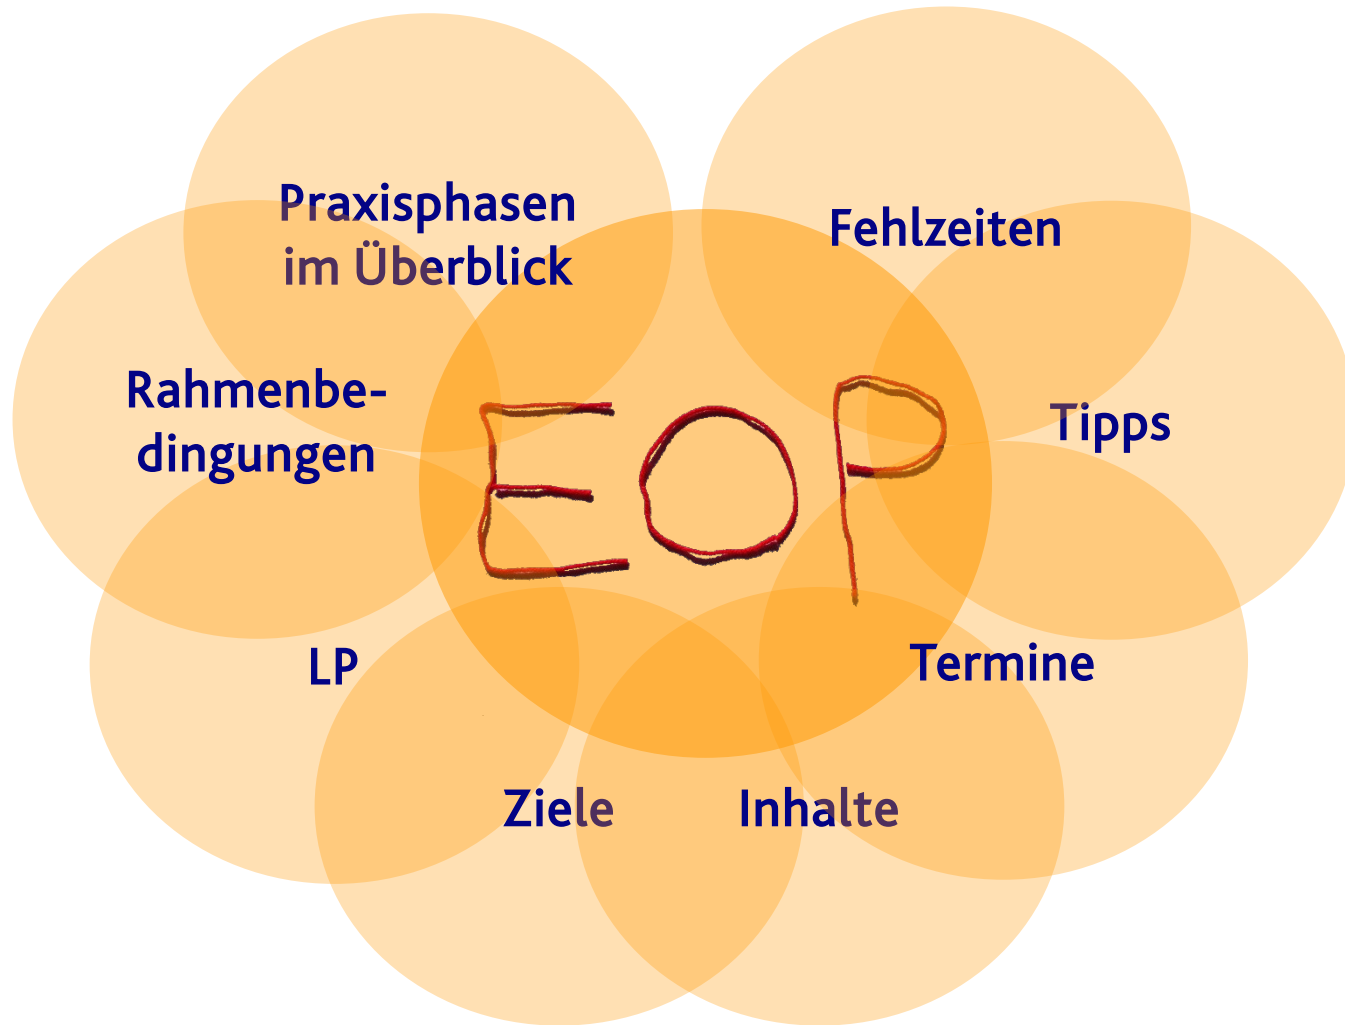 Praxisphasen
im Überblick
Fehlzeiten
Rahmenbe-
dingungen
EOP
Tipps
LP
Termine
Ziele
Inhalte